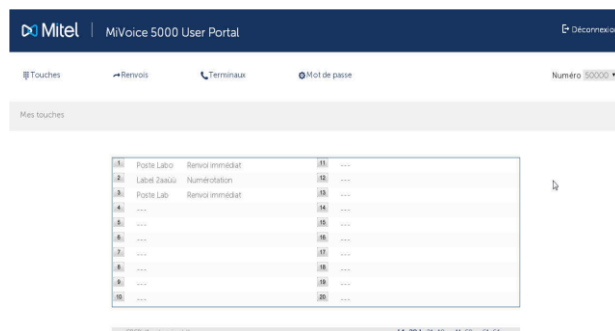 Mitel | MiVoice 5000 User Portal
Déconnexion
Touches Renvois Terminaux Mot de passe Numéro 50000
Mes touches
1 Poste Labo Renvoi immédiat 11 ---
2 Numérotation 12 ---
3 Poste Lab Renvoi immédiat 13 ---
4 --- 14 ---
5 --- 15 ---
6 --- 16 ---
7 --- 17 ---
8 --- 18 ---
9 --- 19 ---
10 --- 20 ---